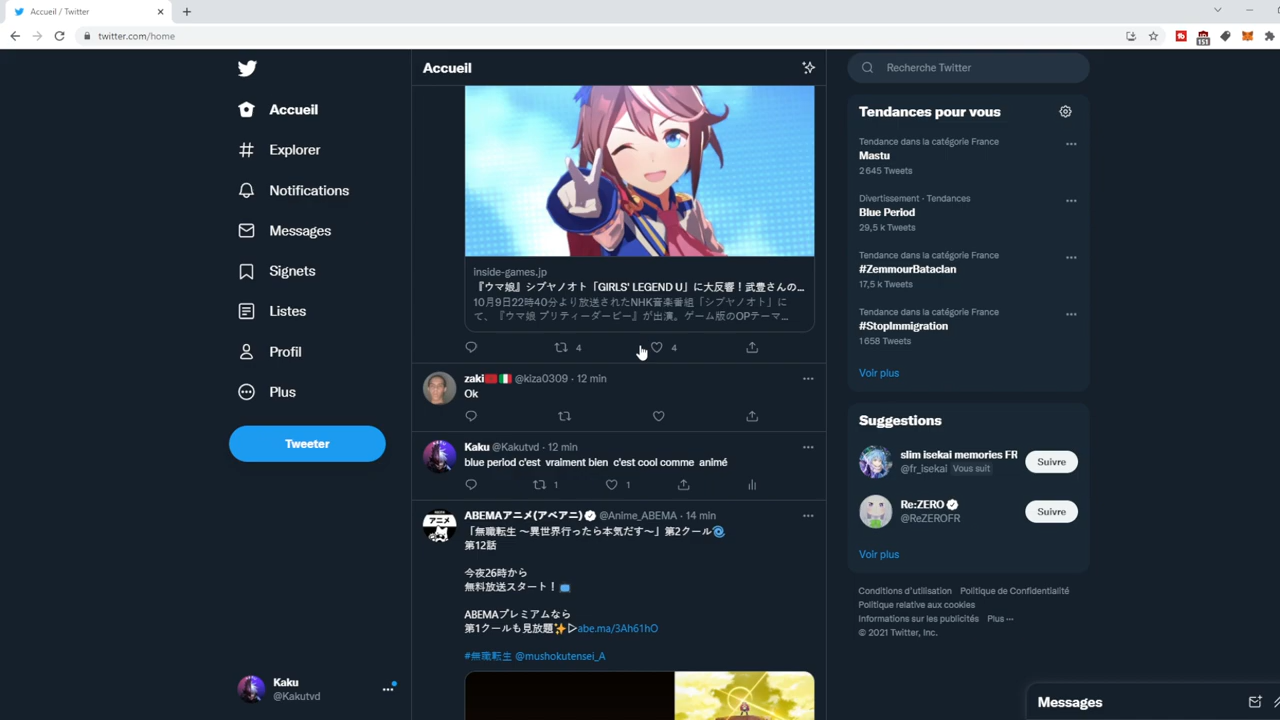 Accueil / Twitter
twitter.com/home
151
Accueil
Explorer
Notifications
Messages
Signets
Listes
Profil
Plus
Tweeter
Kaku
@Kakutvd
Accueil
inside-games.jp
『ウマ娘』シブヤノオト「GIRLS' LEGEND U」に大反響！武豊さんの...
10月9日22時40分より放送されたNHK音楽番組「シブヤノオト」に
て、『ウマ娘 プリティーダービー』が出演。ゲーム版のOPテーマ...
4
4
zaki @kiza0309 · 12 min
Ok
Kaku @Kakutvd · 12 min
blue period c'est vraiment bien c'est cool comme animé
1
1
ABEMAアニメ(アベアニ) @Anime_ABEMA · 14 min
「無職転生 〜異世界行ったら本気だす〜」第2クール
第12話
今夜26時から
無料放送スタート！
ABEMAプレミアムなら
第1クールも見放題✨▷abe.ma/3Ah61hO
#無職転生 @mushokutensei_A
アニメ
Recherche Twitter
Tendances pour vous
Tendance dans la catégorie France
Mastu
2 645 Tweets
Divertissement · Tendances
Blue Period
29,5 k Tweets
Tendance dans la catégorie France
#ZemmourBataclan
17,5 k Tweets
Tendance dans la catégorie France
#StopImmigration
1 658 Tweets
Voir plus
Suggestions
slim isekai memories FR
@fr_isekai Vous suit
Suivre
Re:ZERO
@ReZEROFR
Suivre
Voir plus
Conditions d'utilisation Politique de Confidentialité
Politique relative aux cookies
Informations sur les publicités Plus ···
© 2021 Twitter, Inc.
Messages